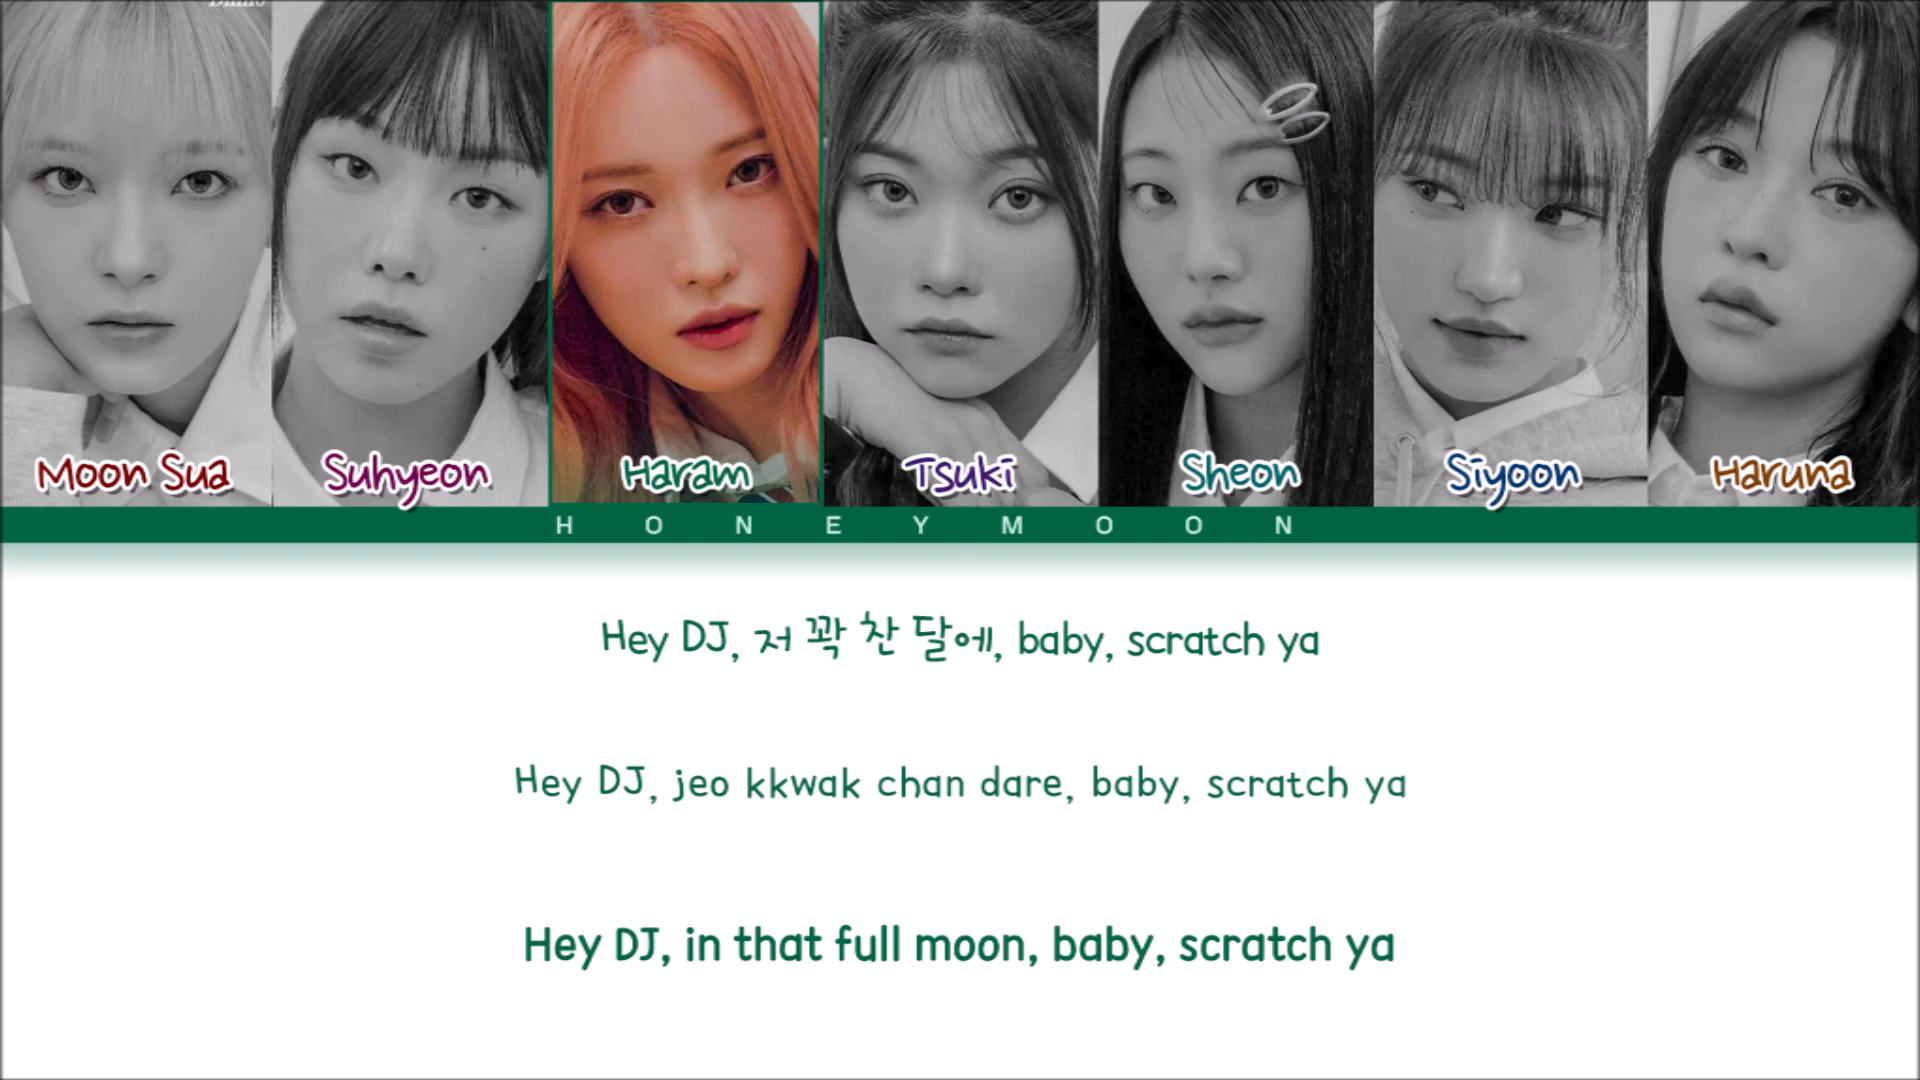 Moon Sua Suhyeon Haram Tsuki Sheon Siyoon Haruna
HONEYMOON
Hey DJ, 저 꽉 찬 달에, baby, scratch ya
Hey DJ, jeo kkwak chan dare, baby, scratch ya
Hey DJ, in that full moon, baby, scratch ya